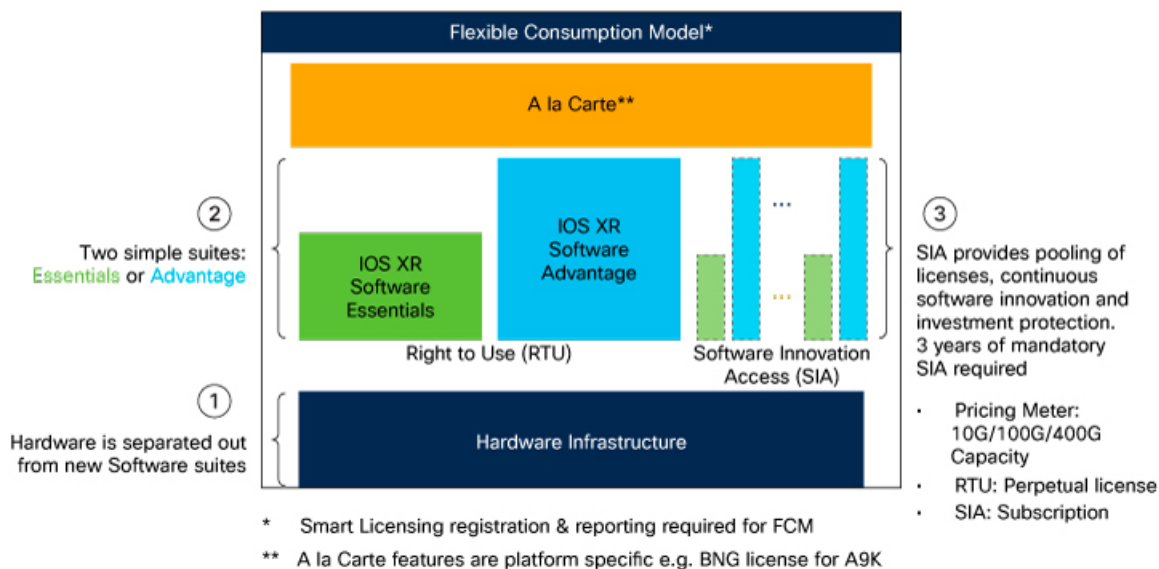 Flexible Consumption Model*
A la Carte**
2
Two simple suites:
Essentials or Advantage
IOS XR
Software
Essentials
IOS XR
Software
Advantage
...
...
Right to Use (RTU)
Software Innovation
Access (SIA)
3
SIA provides pooling of
licenses, continuous
software innovation and
investment protection.
3 years of mandatory
SIA required
· Pricing Meter:
10G/100G/400G
Capacity
· RTU: Perpetual license
· SIA: Subscription
1
Hardware is separated out
from new Software suites
Hardware Infrastructure
* Smart Licensing registration & reporting required for FCM
** A la Carte features are platform specific e.g. BNG license for A9K